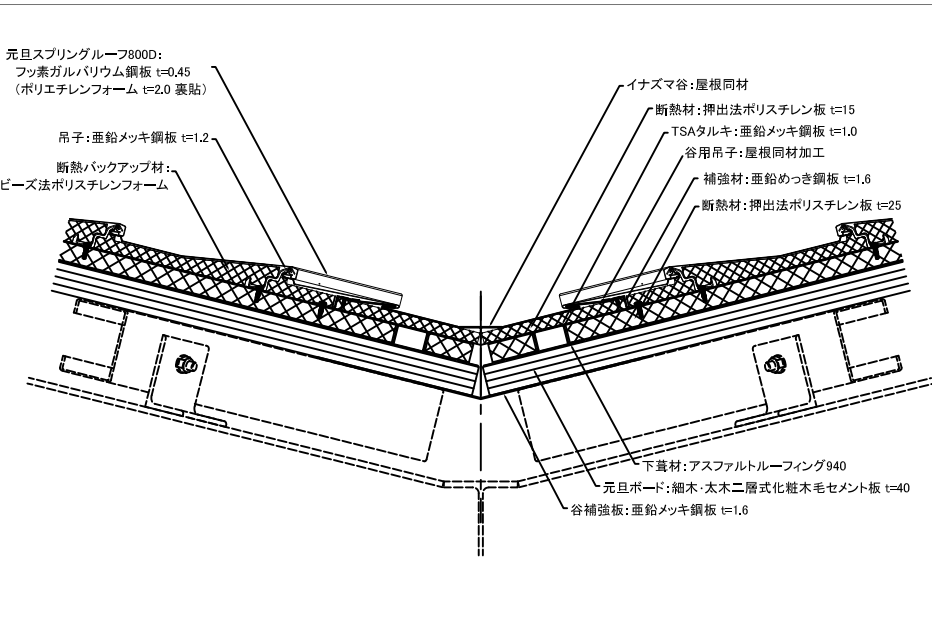 元旦スプリングルーフ800D:
フッ素ガルバリウム鋼板 t=0.45
（ポリエチレンフォーム t=2.0 裏貼）
吊子:亜鉛メッキ鋼板 t=1.2
断熱バックアップ材:
ビーズ法ポリスチレンフォーム
イナズマ谷:屋根同材
断熱材:押出法ポリスチレン板 t=15
TSAタルキ:亜鉛メッキ鋼板 t=1.0
谷用吊子:屋根同材加工
補強材:亜鉛めっき鋼板 t=1.6
断熱材:押出法ポリスチレン板 t=25
下葺材:アスファルトルーフィング940
元旦ボード:細木・太木二層式化粧木毛セメント板 t=40
谷補強板:亜鉛メッキ鋼板 t=1.6